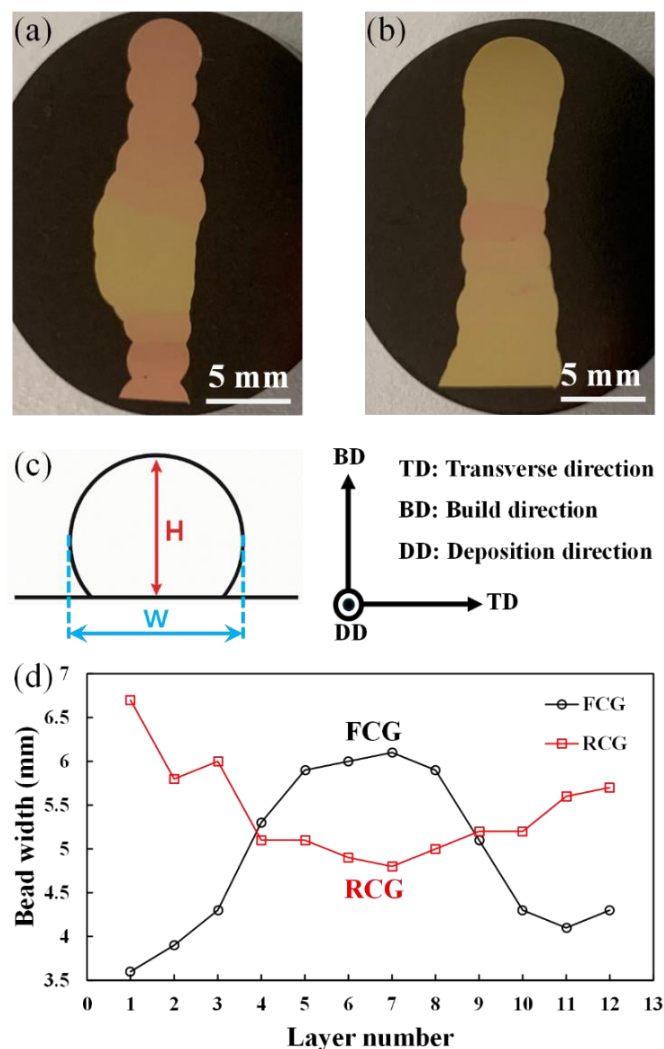 (a)
5 mm
(b)
5 mm
(c)
H
W
BD
TD
DD
TD: Transverse direction
BD: Build direction
DD: Deposition direction
(d)
Bead width (mm)
7
6.5
6
5.5
5
4.5
4
3.5
FCG
RCG
FCG
RCG
0 1 2 3 4 5 6 7 8 9 10 11 12 13
Layer number